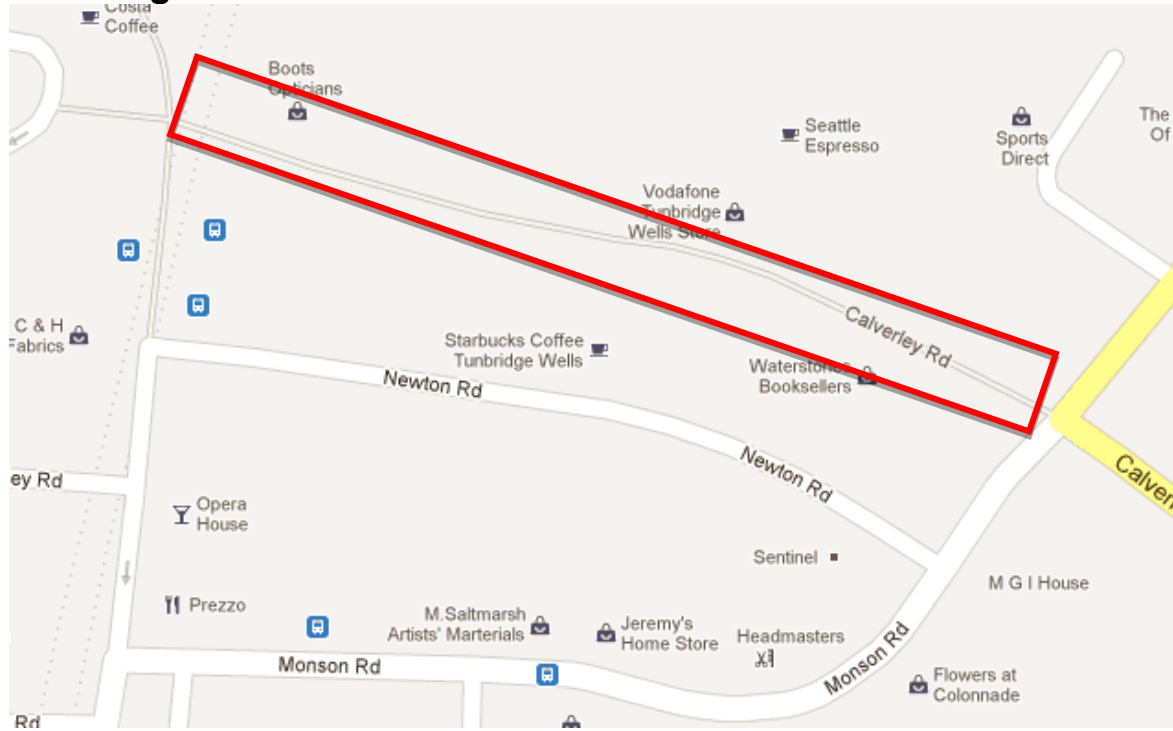 Costa
Coffee
Boots
Opticians
Seattle
Espresso
Sports
Direct
The
Of
Vodafone
Tunbridge
Wells Store
Calverley Rd
C & H
Fabrics
Starbucks Coffee
Tunbridge Wells
Waterstones
Booksellers
Newton Rd
Newton Rd
Calver
ey Rd
Opera
House
Sentinel
M G I House
Prezzo
M.Saltmarsh
Artists' Marterials
Jeremy's
Home Store
Headmasters
Monson Rd
Monson Rd
Flowers at
Colonnade
Rd